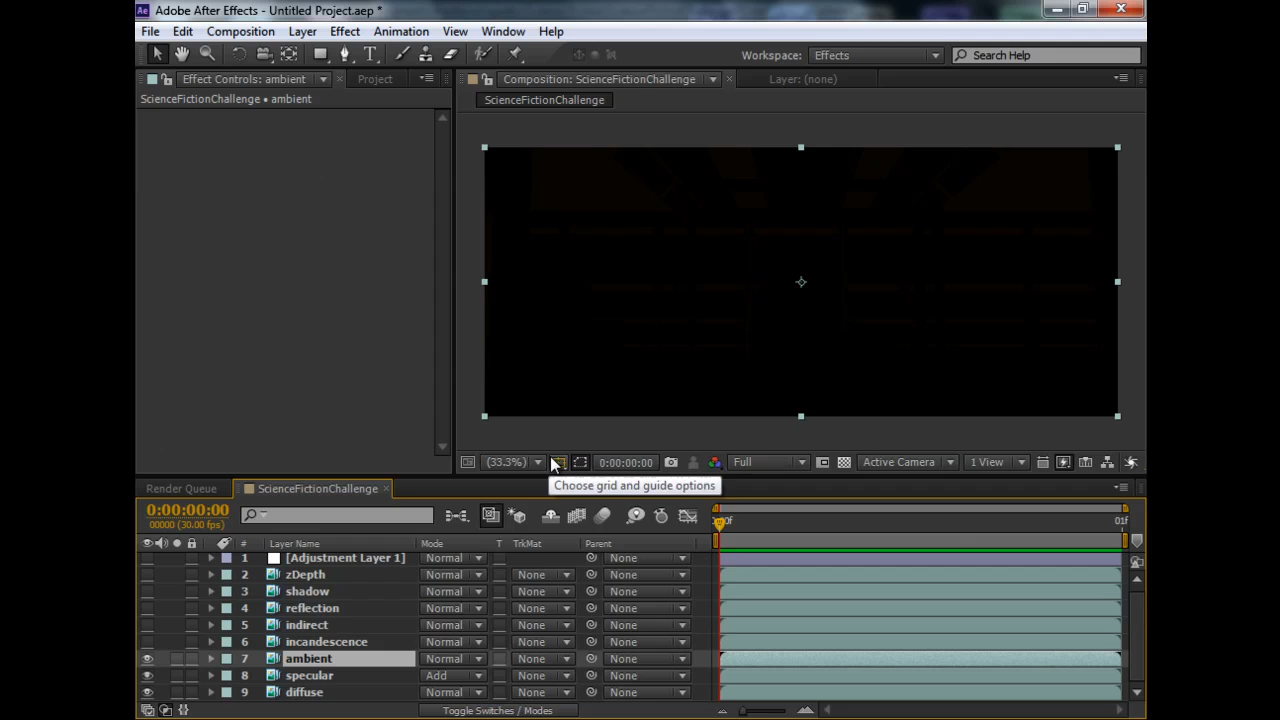 Adobe After Effects - Untitled Project.aep *
File Edit Composition Layer Effect Animation View Window Help
Workspace: Effects Search Help
Effect Controls: ambient Project Composition: ScienceFictionChallenge Layer: (none)
ScienceFictionChallenge • ambient
ScienceFictionChallenge
(33.3%) 0:00:00:00 Full Active Camera 1 View
Choose grid and guide options
Render Queue ScienceFictionChallenge
0:00:00:00
00000 (30.00 fps)
01f
# Layer Name Mode T TrkMat Parent
1 [Adjustment Layer 1] Normal None
2 zDepth Normal None None
3 shadow Normal None None
4 reflection Normal None None
5 indirect Normal None None
6 incandescence Normal None None
7 ambient Normal None None
8 specular Add None None
9 diffuse Normal None None
Toggle Switches / Modes